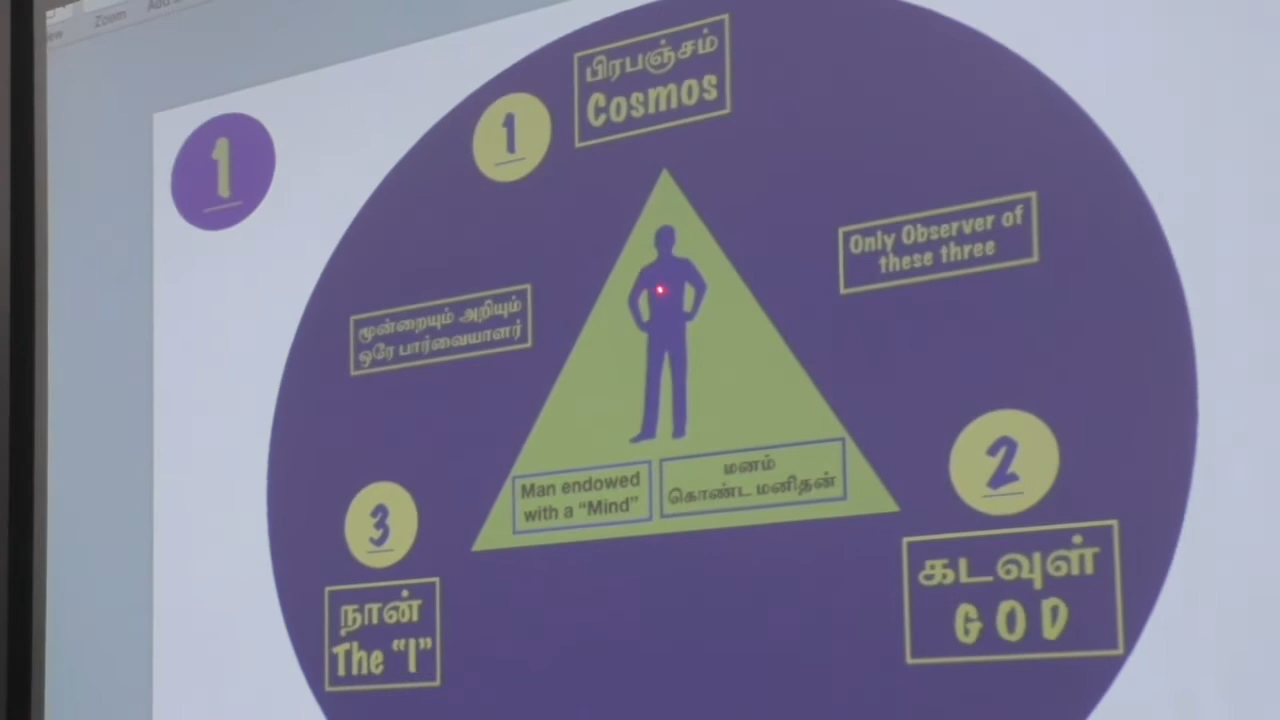 Zoom
1
1
பிரபஞ்சம்
Cosmos
Only Observer of
these three
மூன்றையும் அறியும்
ஒரே பார்வையாளர்
2
Man endowed
with a “Mind”
மனம்
கொண்ட மனிதன்
3
கடவுள்
GOD
நான்
The “I”